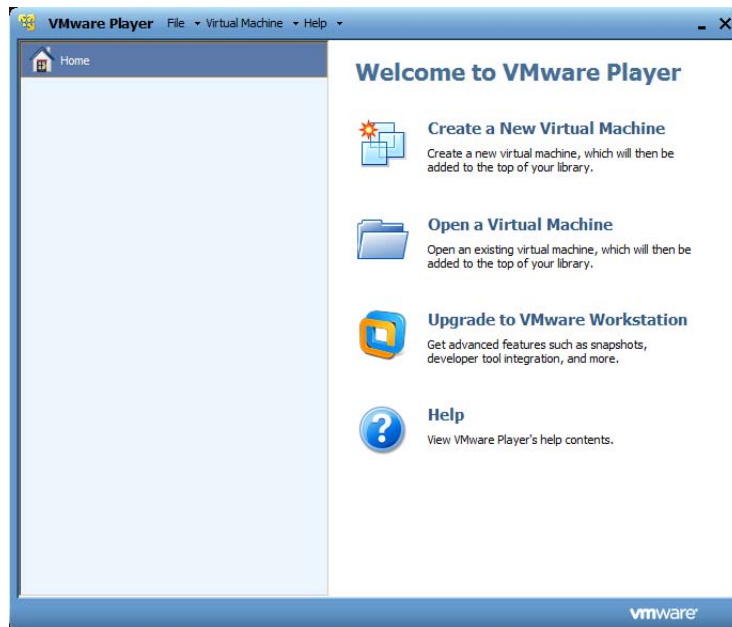 VMware Player File Virtual Machine Help
Home
Welcome to VMware Player
Create a New Virtual Machine
Create a new virtual machine, which will then be
added to the top of your library.
Open a Virtual Machine
Open an existing virtual machine, which will then be
added to the top of your library.
Upgrade to VMware Workstation
Get advanced features such as snapshots,
developer tool integration, and more.
Help
View VMware Player's help contents.
vmware